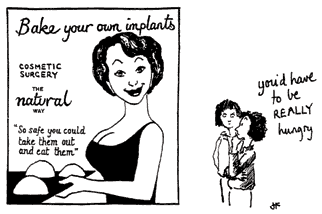 Bake your own implants
COSMETIC
SURGERY
THE
natural
WAY
"So safe you could
take them out
and eat them"
you'd have
to be
REALLY
hungry